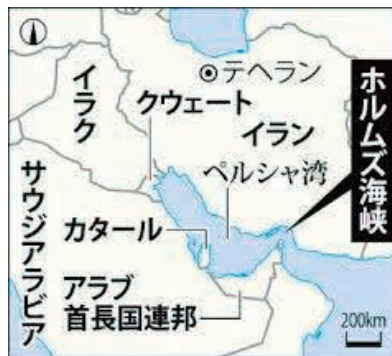 テヘラン
イラク
クウェート
イラン
ホルムズ海峡
ペルシャ湾
サウジアラビア
カタール
アラブ
首長国連邦
200km